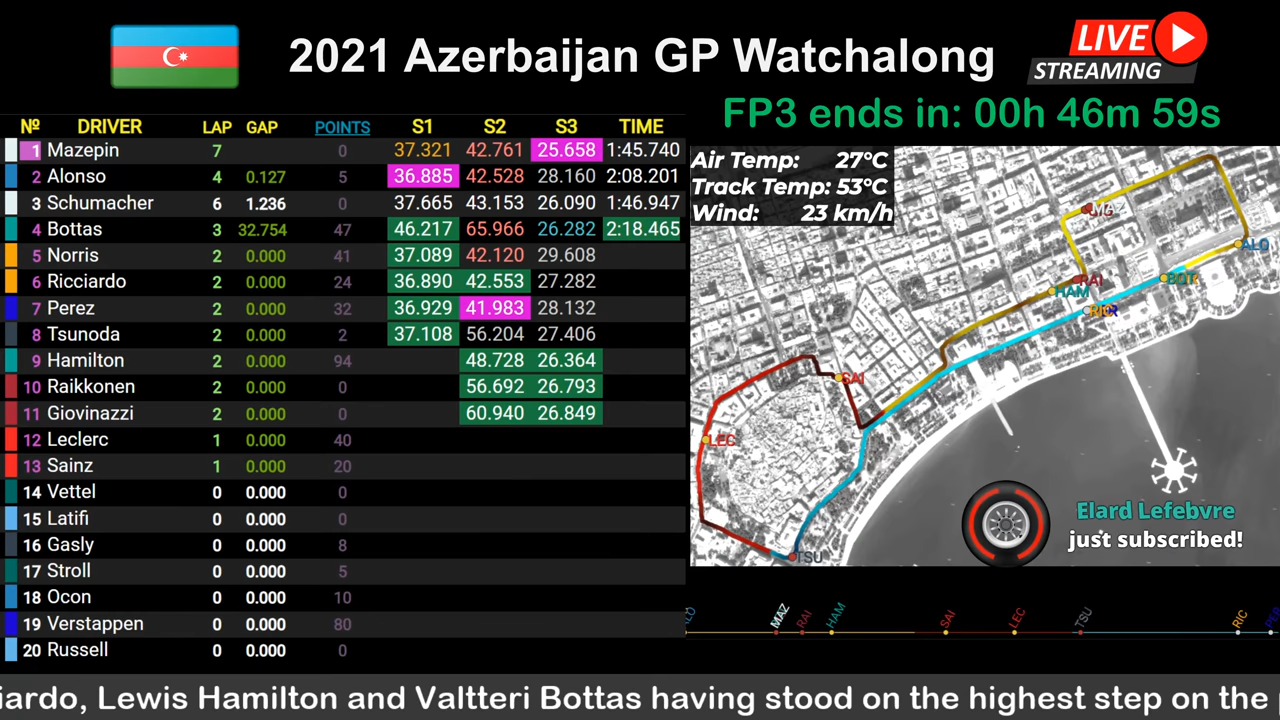 2021 Azerbaijan GP Watchalong
LIVE
STREAMING
FP3 ends in: 00h 46m 59s
Nº DRIVER LAP GAP POINTS S1 S2 S3 TIME
1 Mazepin 7 0 37.321 42.761 25.658 1:45.740
2 Alonso 4 0.127 5 36.885 42.528 28.160 2:08.201
3 Schumacher 6 1.236 0 37.665 43.153 26.090 1:46.947
4 Bottas 3 32.754 47 46.217 65.966 26.282 2:18.465
5 Norris 2 0.000 41 37.089 42.120 29.608
6 Ricciardo 2 0.000 24 36.890 42.553 27.282
7 Perez 2 0.000 32 36.929 41.983 28.132
8 Tsunoda 2 0.000 2 37.108 56.204 27.406
9 Hamilton 2 0.000 94 48.728 26.364
10 Raikkonen 2 0.000 0 56.692 26.793
11 Giovinazzi 2 0.000 0 60.940 26.849
12 Leclerc 1 0.000 40
13 Sainz 1 0.000 20
14 Vettel 0 0.000 0
15 Latifi 0 0.000 0
16 Gasly 0 0.000 8
17 Stroll 0 0.000 5
18 Ocon 0 0.000 10
19 Verstappen 0 0.000 80
20 Russell 0 0.000 0
Air Temp: 27°C
Track Temp: 53°C
Wind: 23 km/h
MAZ
ALO
RAI
BOT
HAM
RIC
SAI
LEC
TSU
Elard Lefebvre
just subscribed!
MAZ RAI HAM SAI LEC TSU RIC
iardo, Lewis Hamilton and Valtteri Bottas having stood on the highest step on the